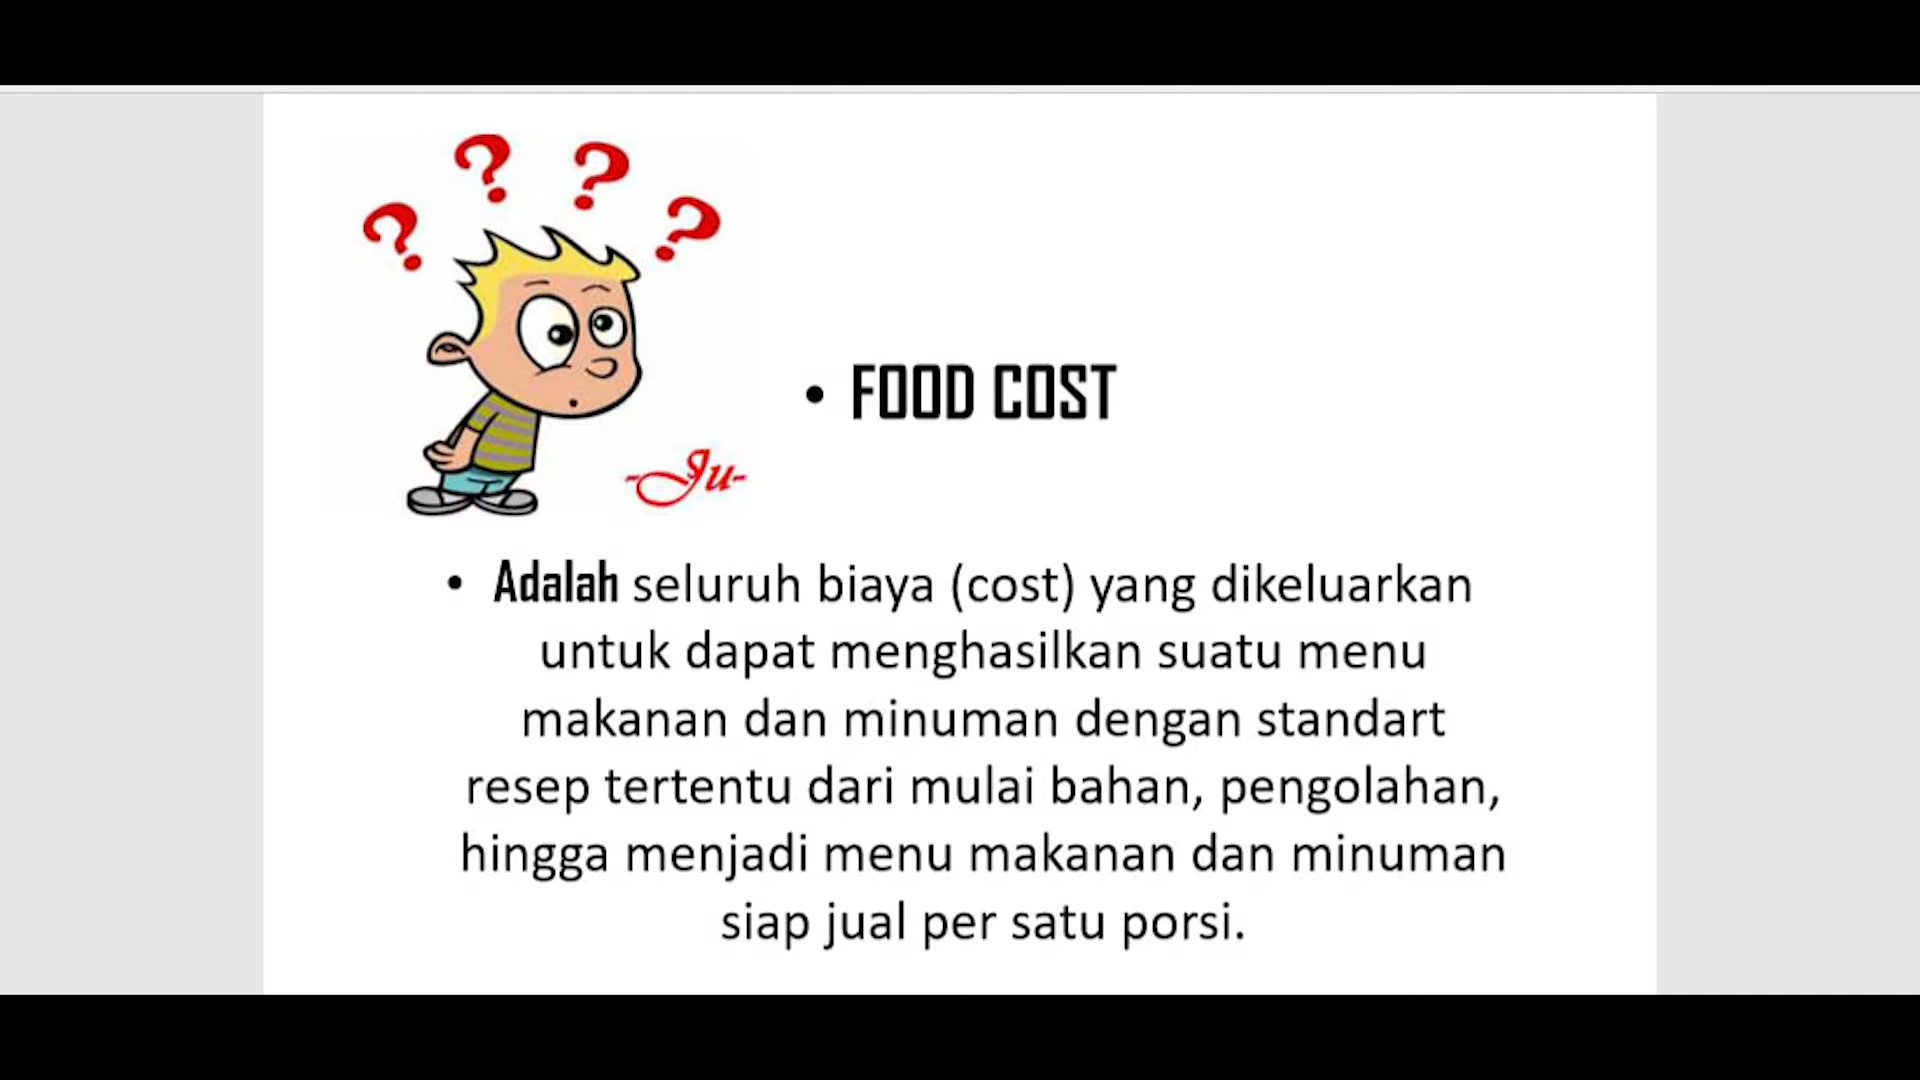 ? ? ? ?
• FOOD COST
-Ju-
• Adalah seluruh biaya (cost) yang dikeluarkan
untuk dapat menghasilkan suatu menu
makanan dan minuman dengan standart
resep tertentu dari mulai bahan, pengolahan,
hingga menjadi menu makanan dan minuman
siap jual per satu porsi.